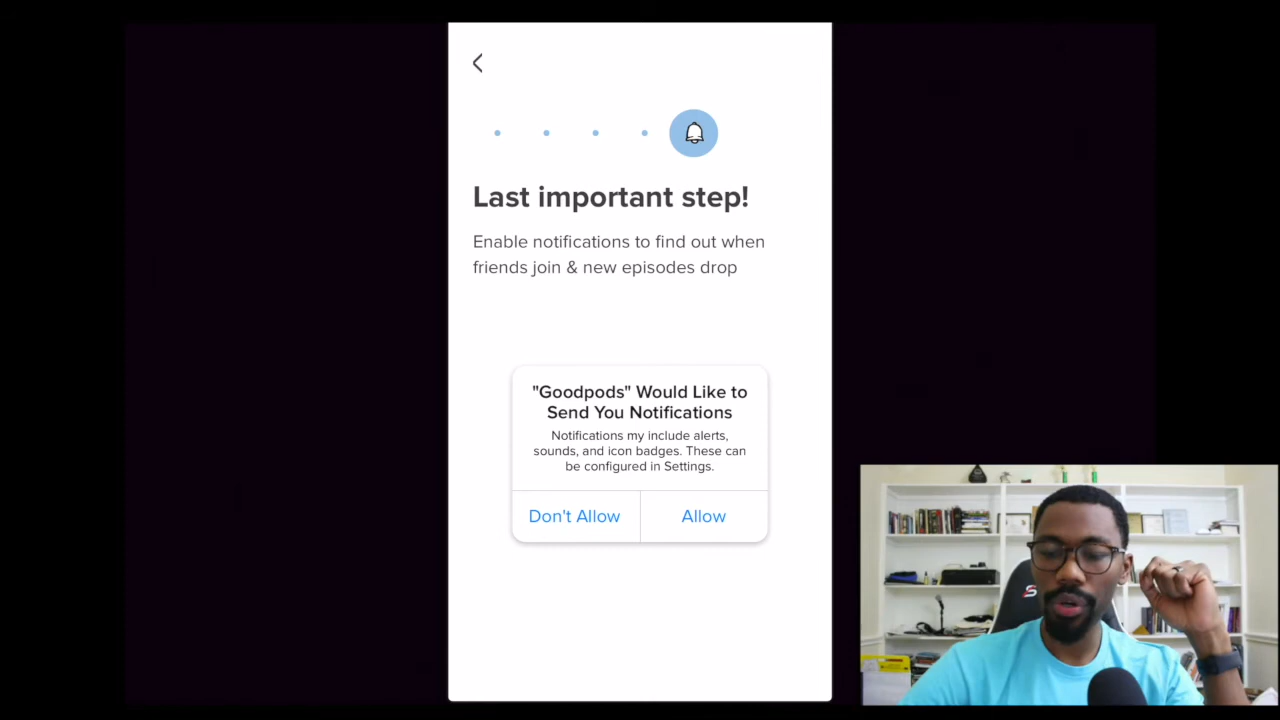 Last important step!
Enable notifications to find out when
friends join & new episodes drop
"Goodpods" Would Like to
Send You Notifications
Notifications my include alerts,
sounds, and icon badges. These can
be configured in Settings.
Don't Allow
Allow